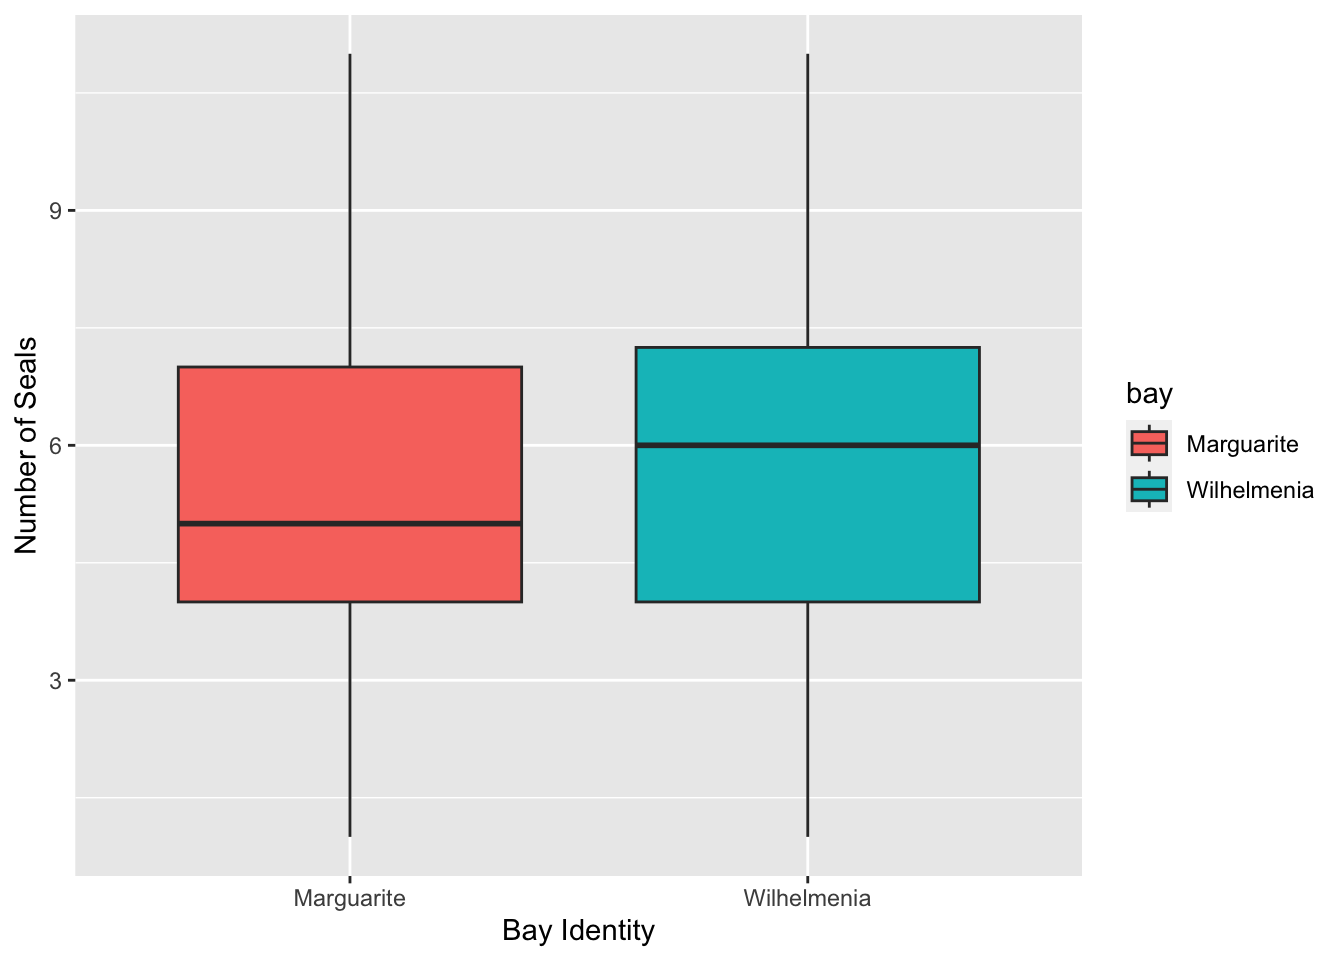 Number of Seals
9
6
3
Marguarite
Wilhelmenia
Bay Identity
bay
Marguarite
Wilhelmenia